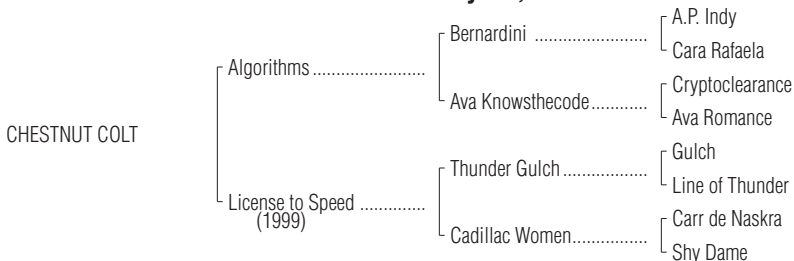 A.P. Indy
Bernardini ........................
Cara Rafaela
Algorithms ........................
Cryptoclearance
Ava Knowsthecode............
Ava Romance
CHESTNUT COLT
Gulch
Thunder Gulch ..................
Line of Thunder
License to Speed ..............
(1999)
Carr de Naskra
Cadillac Women................
Shy Dame